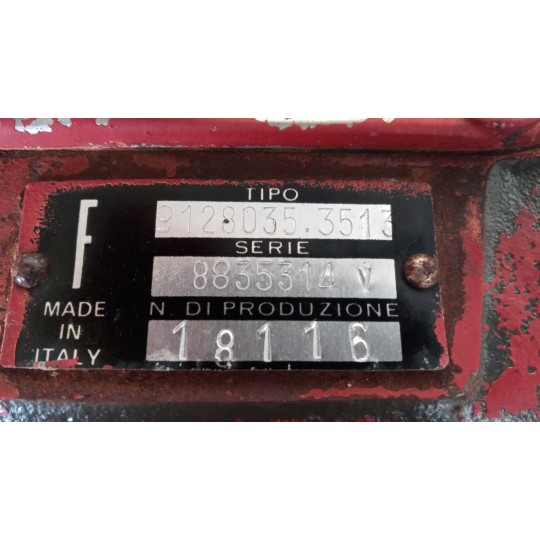 F
TIPO
9128035.3513
SERIE
8835314 V
MADE
IN
ITALY
N. DI PRODUZIONE
18116